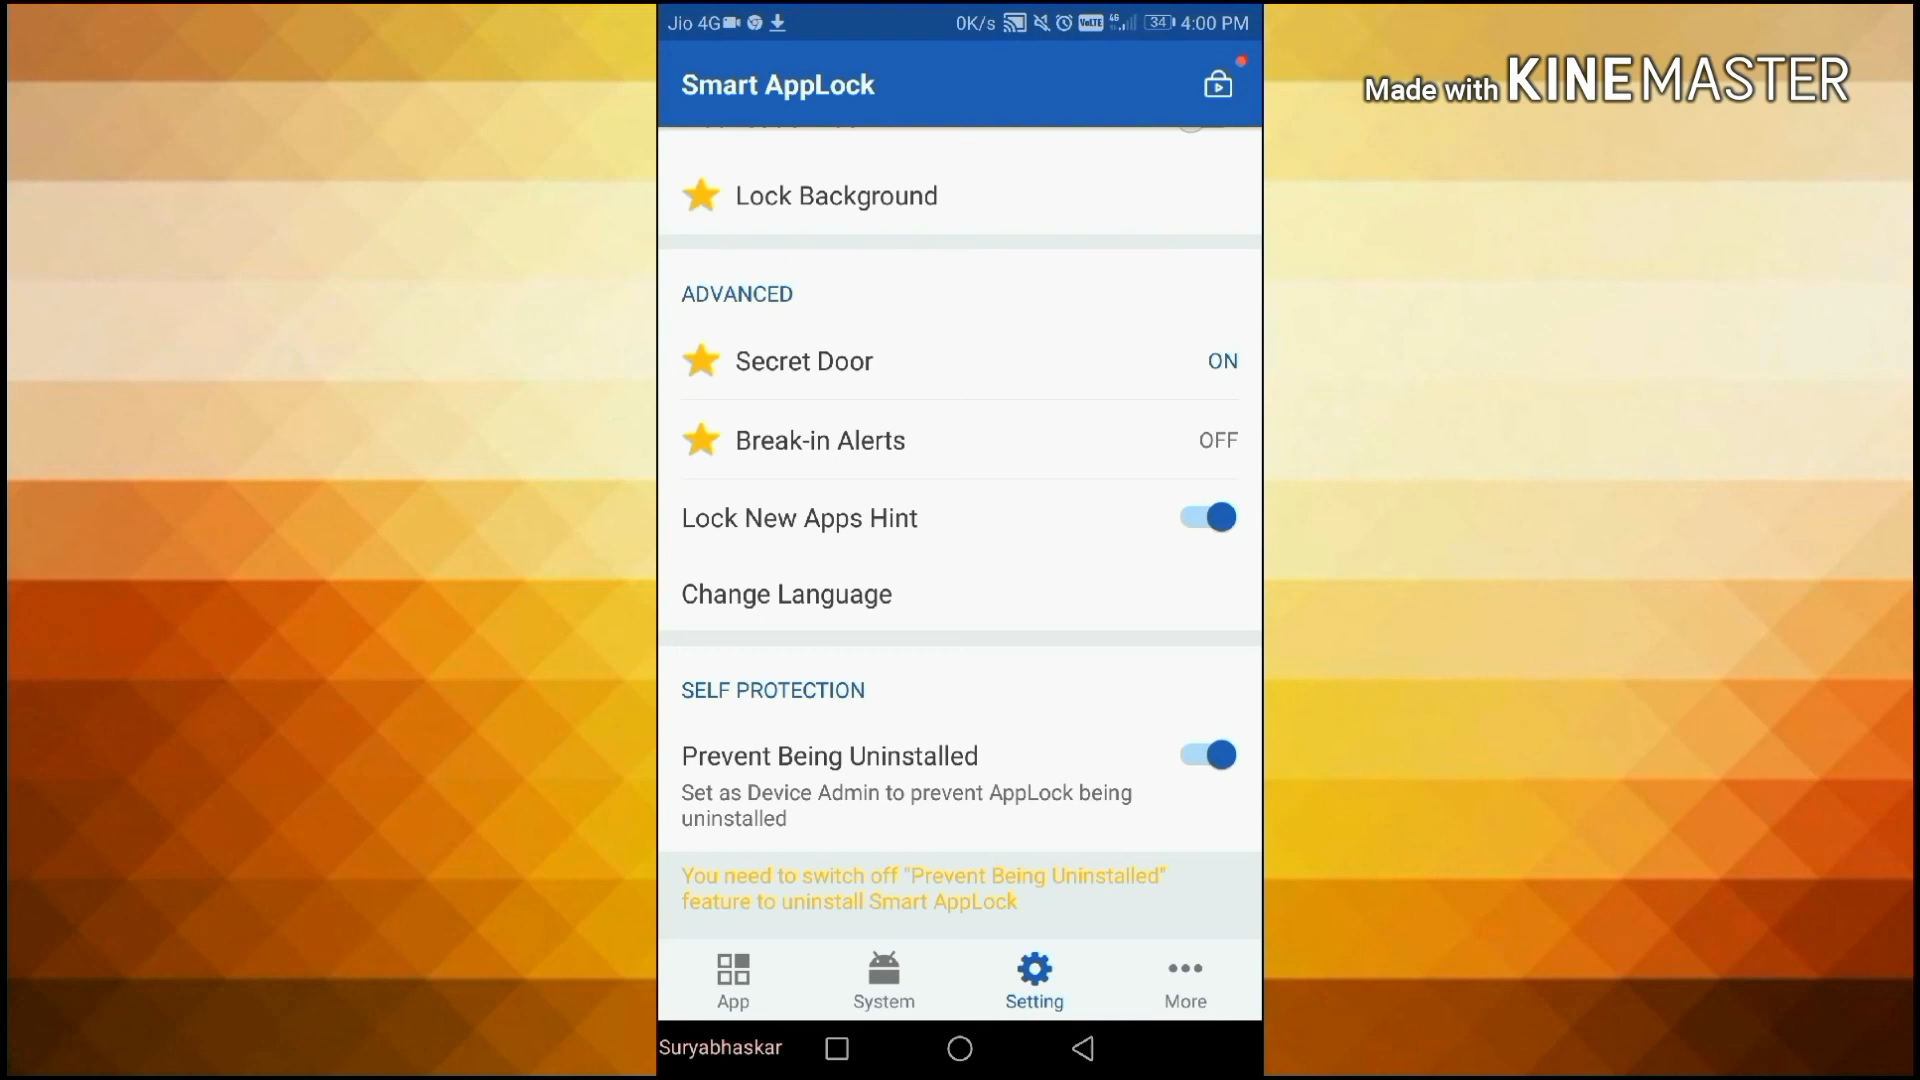 Jio 4G 0K/s VoLTE 4G 34 4:00 PM
Smart AppLock
Made with KINEMASTER
Lock Background
ADVANCED
Secret Door ON
Break-in Alerts OFF
Lock New Apps Hint
Change Language
SELF PROTECTION
Prevent Being Uninstalled
Set as Device Admin to prevent AppLock being
uninstalled
You need to switch off "Prevent Being Uninstalled"
feature to uninstall Smart AppLock
App System Setting More
Suryabhaskar